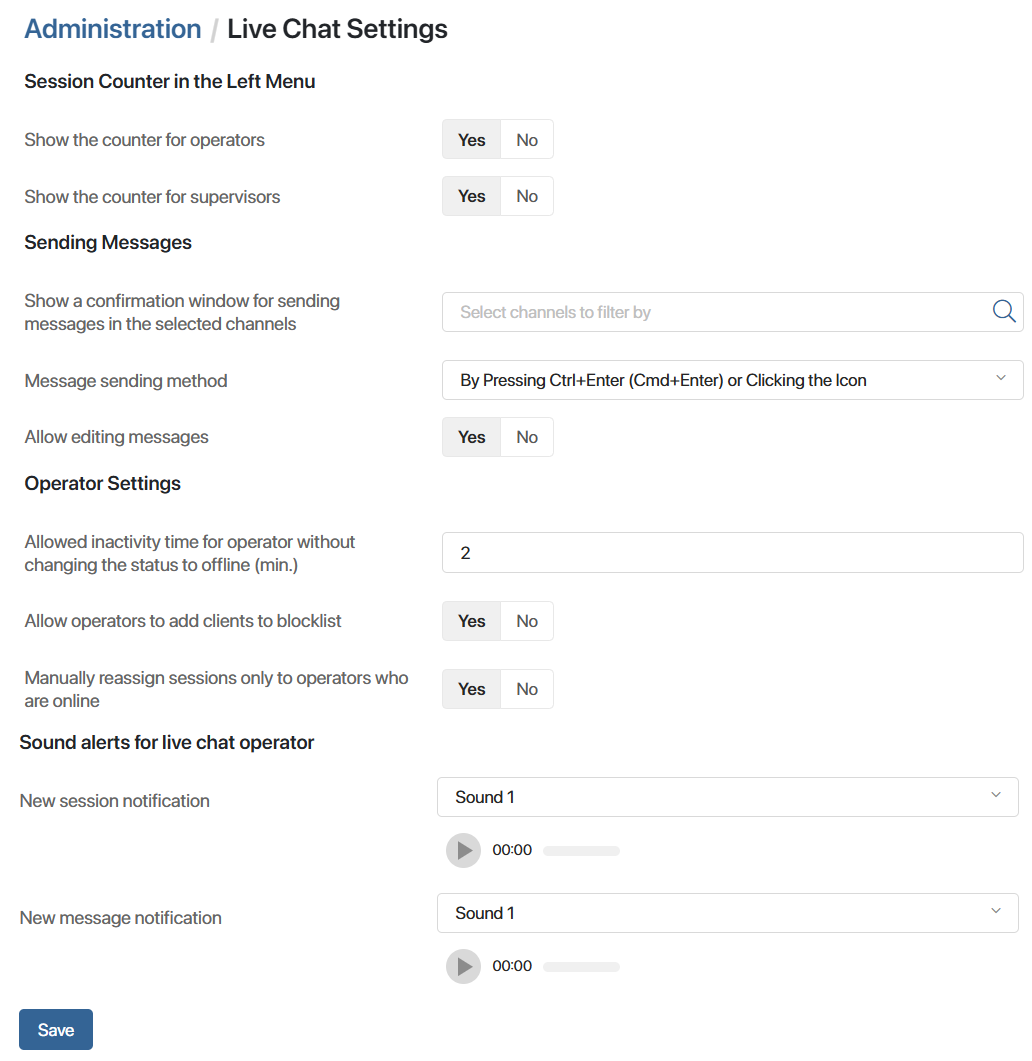 Administration / Live Chat Settings
Session Counter in the Left Menu
Show the counter for operators Yes No
Show the counter for supervisors Yes No
Sending Messages
Show a confirmation window for sending
messages in the selected channels
Select channels to filter by
Message sending method By Pressing Ctrl+Enter (Cmd+Enter) or Clicking the Icon
Allow editing messages Yes No
Operator Settings
Allowed inactivity time for operator without
changing the status to offline (min.)
2
Allow operators to add clients to blocklist Yes No
Manually reassign sessions only to operators who
are online
Yes No
Sound alerts for live chat operator
New session notification Sound 1
00:00
New message notification Sound 1
00:00
Save